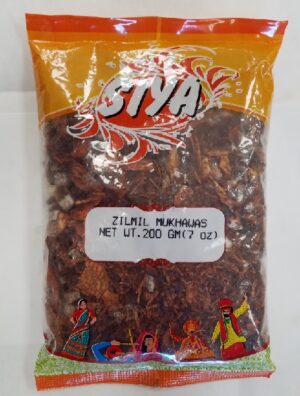 SIYA
ZILMIL MUKHAWAS
NET WT.200 GM(7 oz)